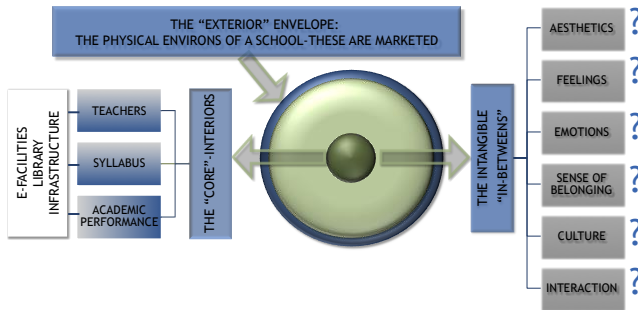 THE “EXTERIOR” ENVELOPE:
THE PHYSICAL ENVIRONS OF A SCHOOL-THESE ARE MARKETED
E-FACILITIES
LIBRARY
INFRASTRUCTURE
TEACHERS
SYLLABUS
ACADEMIC
PERFORMANCE
THE “CORE”-INTERIORS
THE INTANGIBLE
“IN-BETWEENS”
AESTHETICS
?
FEELINGS
?
EMOTIONS
?
SENSE OF
BELONGING
?
CULTURE
?
INTERACTION
?